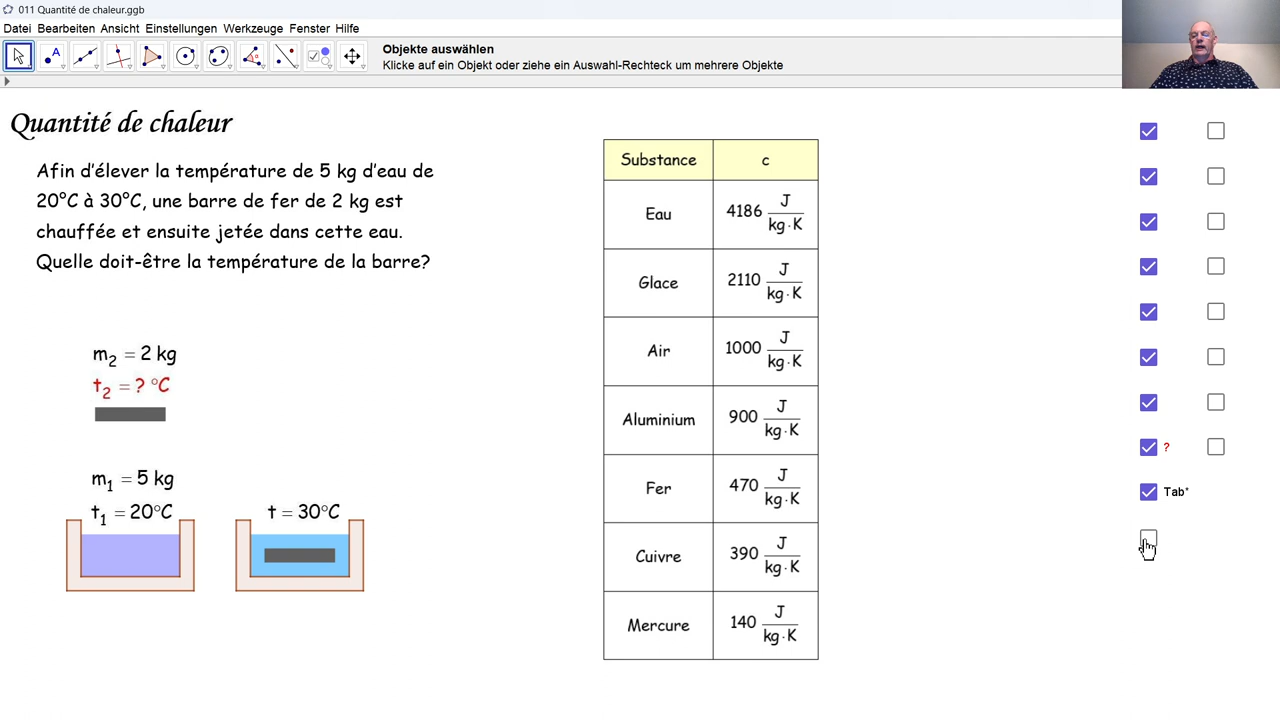 011 Quantité de chaleur.ggb
Datei Bearbeiten Ansicht Einstellungen Werkzeuge Fenster Hilfe
Objekte auswählen
Klicke auf ein Objekt oder ziehe ein Auswahl-Rechteck um mehrere Objekte
Quantité de chaleur
Afin d'élever la température de 5 kg d'eau de
20°C à 30°C, une barre de fer de 2 kg est
chauffée et ensuite jetée dans cette eau.
Quelle doit-être la température de la barre?
m₂ = 2 kg
t₂ = ? °C
m₁ = 5 kg
t₁ = 20°C
t = 30°C
Substance c
Eau 4186 J/kg·K
Glace 2110 J/kg·K
Air 1000 J/kg·K
Aluminium 900 J/kg·K
Fer 470 J/kg·K
Cuivre 390 J/kg·K
Mercure 140 J/kg·K
?
Tab⁺